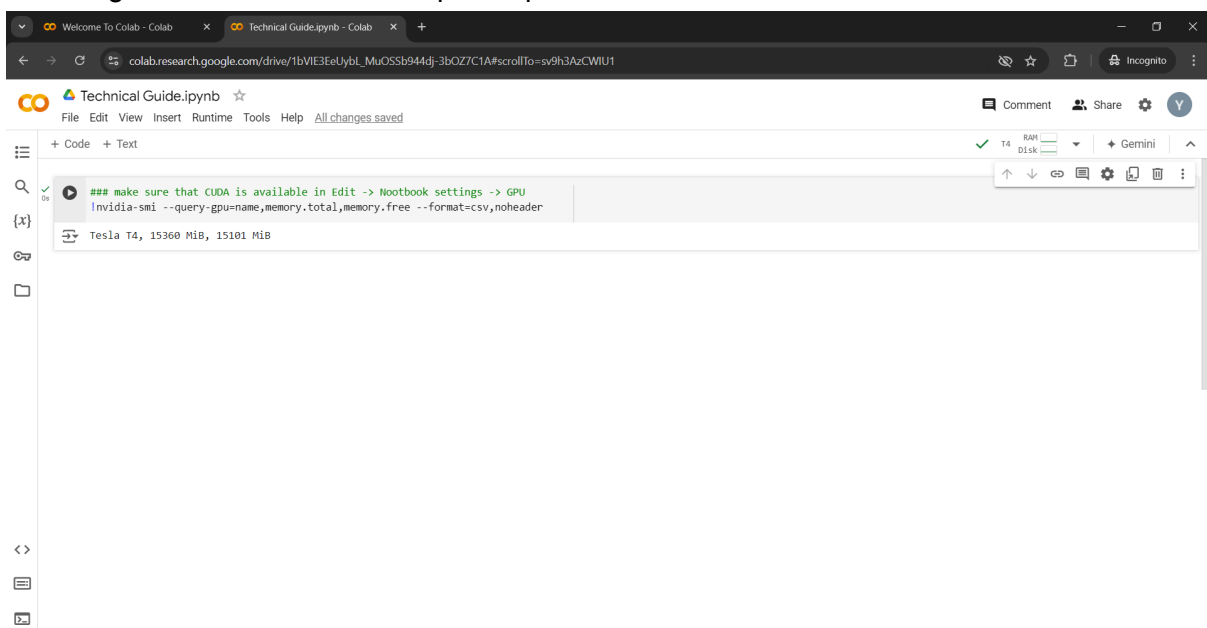 Welcome To Colab - Colab
Technical Guide.ipynb - Colab
colab.research.google.com/drive/1bVIE3EeUybL_MuOSSb944dj-3bOZ7C1A#scrollTo=sv9h3AzCWIU1
Incognito
CO
Technical Guide.ipynb
Comment
Share
Y
File Edit View Insert Runtime Tools Help All changes saved
+ Code + Text
T4
RAM
Disk
Gemini
0s
### make sure that CUDA is available in Edit -> Nootbook settings -> GPU
!nvidia-smi --query-gpu=name,memory.total,memory.free --format=csv,noheader
{x}
Tesla T4, 15360 MiB, 15101 MiB